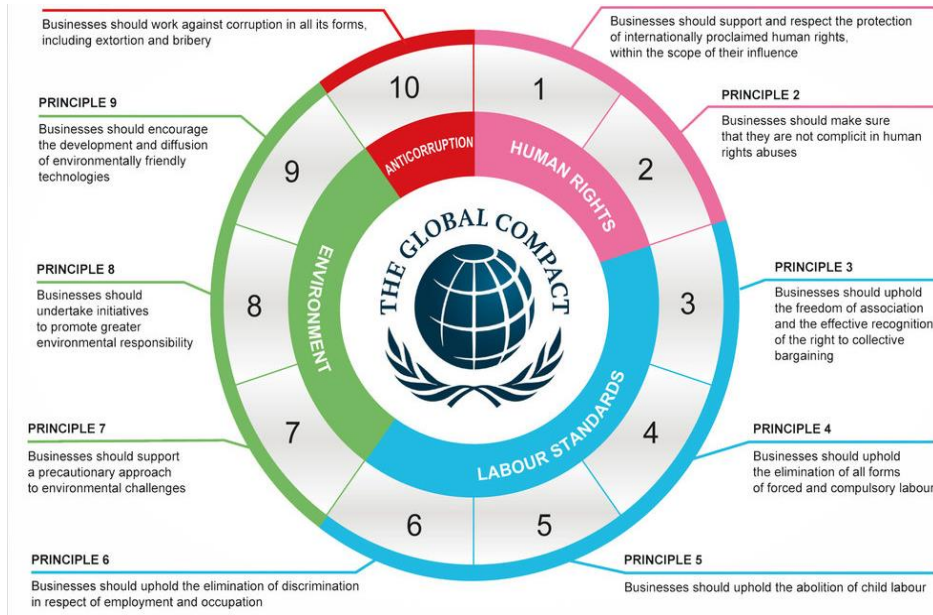 Businesses should work against corruption in all its forms,
including extortion and bribery
Businesses should support and respect the protection
of internationally proclaimed human rights,
within the scope of their influence
PRINCIPLE 9
Businesses should encourage
the development and diffusion
of environmentally friendly
technologies
PRINCIPLE 2
Businesses should make sure
that they are not complicit in human
rights abuses
PRINCIPLE 8
Businesses should
undertake initiatives
to promote greater
environmental responsibility
PRINCIPLE 3
Businesses should uphold
the freedom of association
and the effective recognition
of the right to collective
bargaining
PRINCIPLE 7
Businesses should support
a precautionary approach
to environmental challenges
PRINCIPLE 4
Businesses should uphold
the elimination of all forms
of forced and compulsory labour
PRINCIPLE 6
Businesses should uphold the elimination of discrimination
in respect of employment and occupation
PRINCIPLE 5
Businesses should uphold the abolition of child labour
10
1
9
2
8
3
7
4
6
5
ANTICORRUPTION
HUMAN RIGHTS
ENVIRONMENT
LABOUR STANDARDS
THE GLOBAL COMPACT